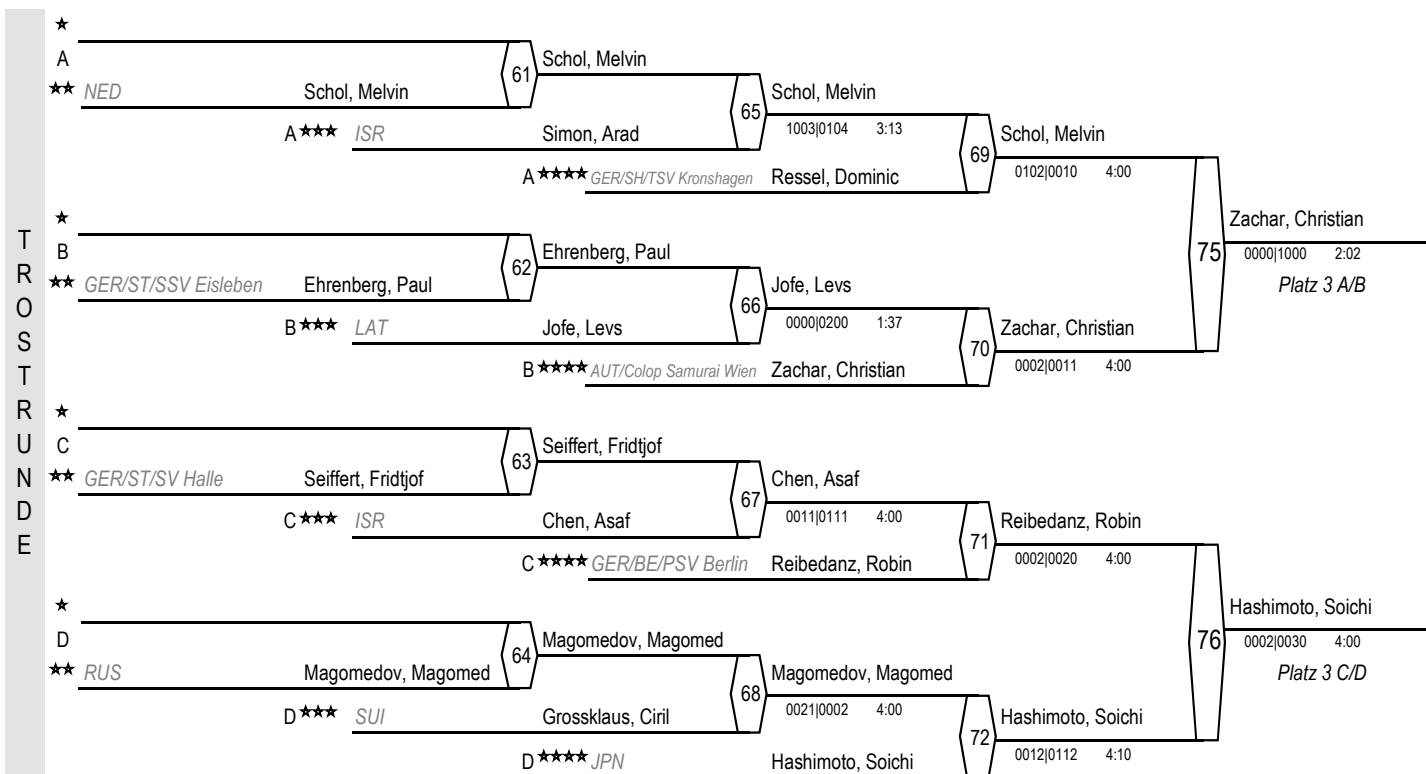 TROSTRUNDE
★
A
★★ NED Schol, Melvin
61
Schol, Melvin
A ★★★ ISR Simon, Arad
65
Schol, Melvin
1003|0104 3:13
A ★★★★ GER/SH/TSV Kronshagen Ressel, Dominic
69
Schol, Melvin
0102|0010 4:00
★
B
★★ GER/ST/SSV Eisleben Ehrenberg, Paul
62
Ehrenberg, Paul
B ★★★ LAT Jofe, Levs
66
Jofe, Levs
0000|0200 1:37
B ★★★★ AUT/Colop Samurai Wien Zachar, Christian
70
Zachar, Christian
0002|0011 4:00
75
Zachar, Christian
0000|1000 2:02
Platz 3 A/B
★
C
★★ GER/ST/SV Halle Seiffert, Fridtjof
63
Seiffert, Fridtjof
C ★★★ ISR Chen, Asaf
67
Chen, Asaf
0011|0111 4:00
C ★★★★ GER/BE/PSV Berlin Reibedanz, Robin
71
Reibedanz, Robin
0002|0020 4:00
★
D
★★ RUS Magomedov, Magomed
64
Magomedov, Magomed
D ★★★ SUI Grossklaus, Ciril
68
Magomedov, Magomed
0021|0002 4:00
D ★★★★ JPN Hashimoto, Soichi
72
Hashimoto, Soichi
0012|0112 4:10
76
Hashimoto, Soichi
0002|0030 4:00
Platz 3 C/D